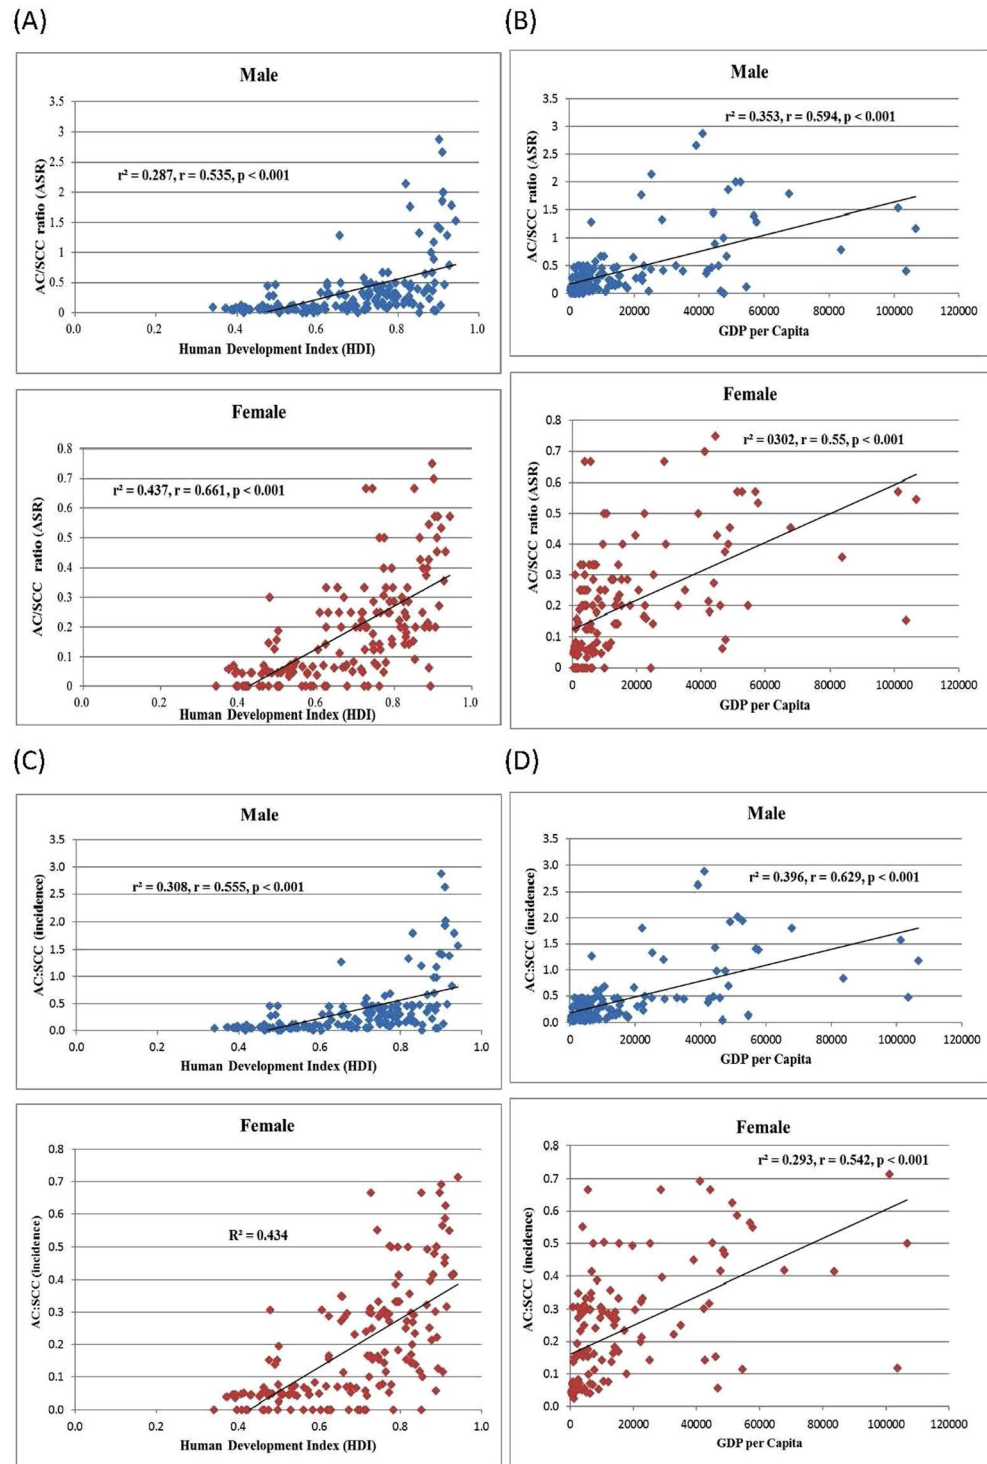 (A)
Male
3.5
3
2.5
2
1.5
1
0.5
0
AC/SCC ratio (ASR)
r² = 0.287, r = 0.535, p < 0.001
0.0 0.2 0.4 0.6 0.8 1.0
Human Development Index (HDI)
Female
0.8
0.7
0.6
0.5
0.4
0.3
0.2
0.1
0
AC/SCC ratio (ASR)
r² = 0.437, r = 0.661, p < 0.001
0.0 0.2 0.4 0.6 0.8 1.0
Human Development Index (HDI)
(B)
Male
3.5
3
2.5
2
1.5
1
0.5
0
AC/SCC ratio (ASR)
r² = 0.353, r = 0.594, p < 0.001
0 20000 40000 60000 80000 100000 120000
GDP per Capita
Female
0.8
0.7
0.6
0.5
0.4
0.3
0.2
0.1
0
AC/SCC ratio (ASR)
r² = 0302, r = 0.55, p < 0.001
0 20000 40000 60000 80000 100000 120000
GDP per Capita
(C)
Male
3.5
3.0
2.5
2.0
1.5
1.0
0.5
0.0
AC:SCC (incidence)
r² = 0.308, r = 0.555, p < 0.001
0.0 0.2 0.4 0.6 0.8 1.0
Human Development Index (HDI)
Female
0.8
0.7
0.6
0.5
0.4
0.3
0.2
0.1
0.0
AC:SCC (incidence)
R² = 0.434
0.0 0.2 0.4 0.6 0.8 1.0
Human Development Index (HDI)
(D)
Male
3.5
3.0
2.5
2.0
1.5
1.0
0.5
0.0
AC:SCC (incidence)
r² = 0.396, r = 0.629, p < 0.001
0 20000 40000 60000 80000 100000 120000
GDP per Capita
Female
0.8
0.7
0.6
0.5
0.4
0.3
0.2
0.1
0.0
AC:SCC (incidence)
r² = 0.293, r = 0.542, p < 0.001
0 20000 40000 60000 80000 100000 120000
GDP per Capita